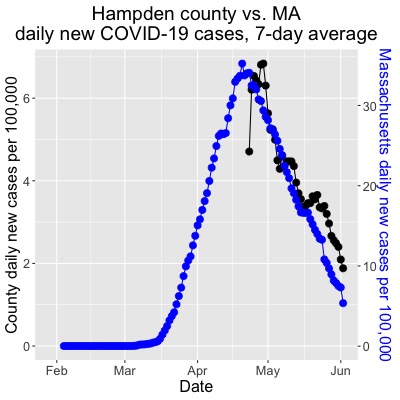 Hampden county vs. MA
daily new COVID-19 cases, 7-day average
County daily new cases per 100,000
6
4
2
0
Massachusetts daily new cases per 100,000
30
20
10
0
Feb Mar Apr May Jun
Date